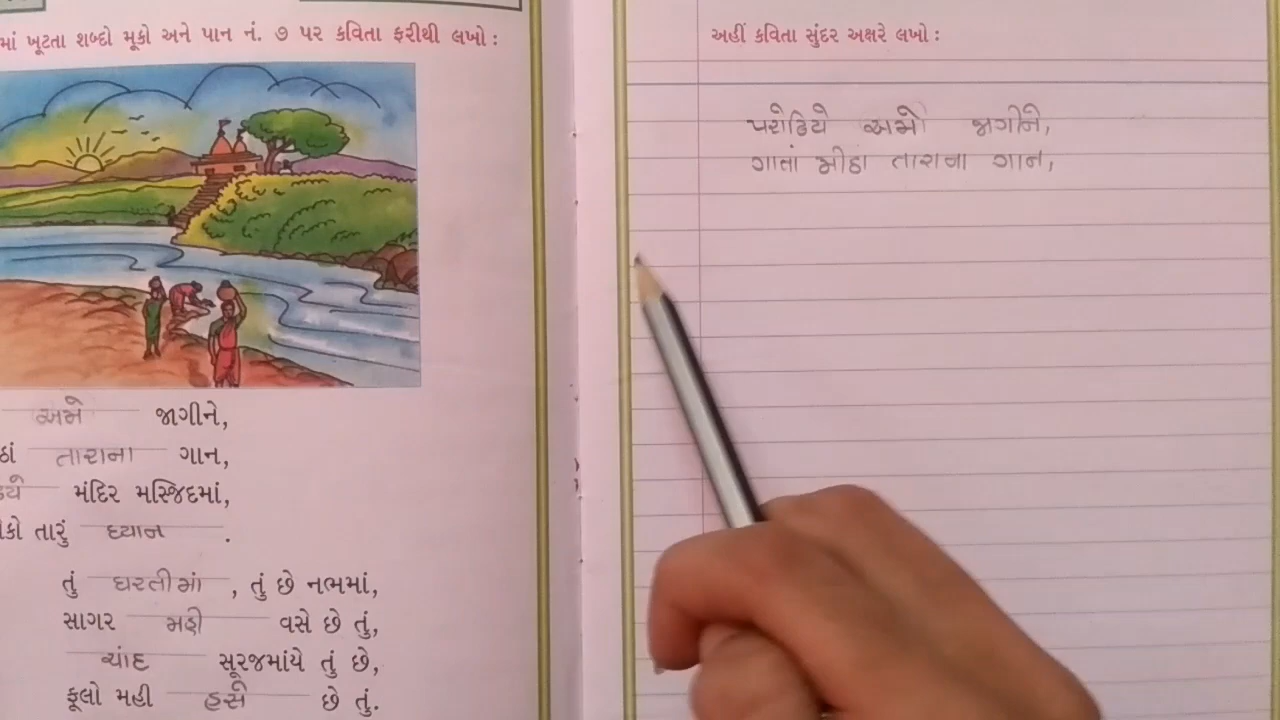 માં ખૂટતા શબ્દો મૂકો અને પાન નં. ૭ પર કવિતા ફરીથી લખો :
અમે જાગીને,
ઠાં તારાના ગાન,
મંદિર મસ્જિદમાં,
તારું ધ્યાન .
તું ધરતીમાં , તું છે નભમાં,
સાગર મહી વસે છે તું,
ચાંદ સૂરજમાંયે તું છે,
ફૂલો મહી હસે છે તું.
અહીં કવિતા સુંદર અક્ષરે લખો :
પરોઢિયે અમે જાગીને,
ગાતાં મીઠા તારાના ગાન,